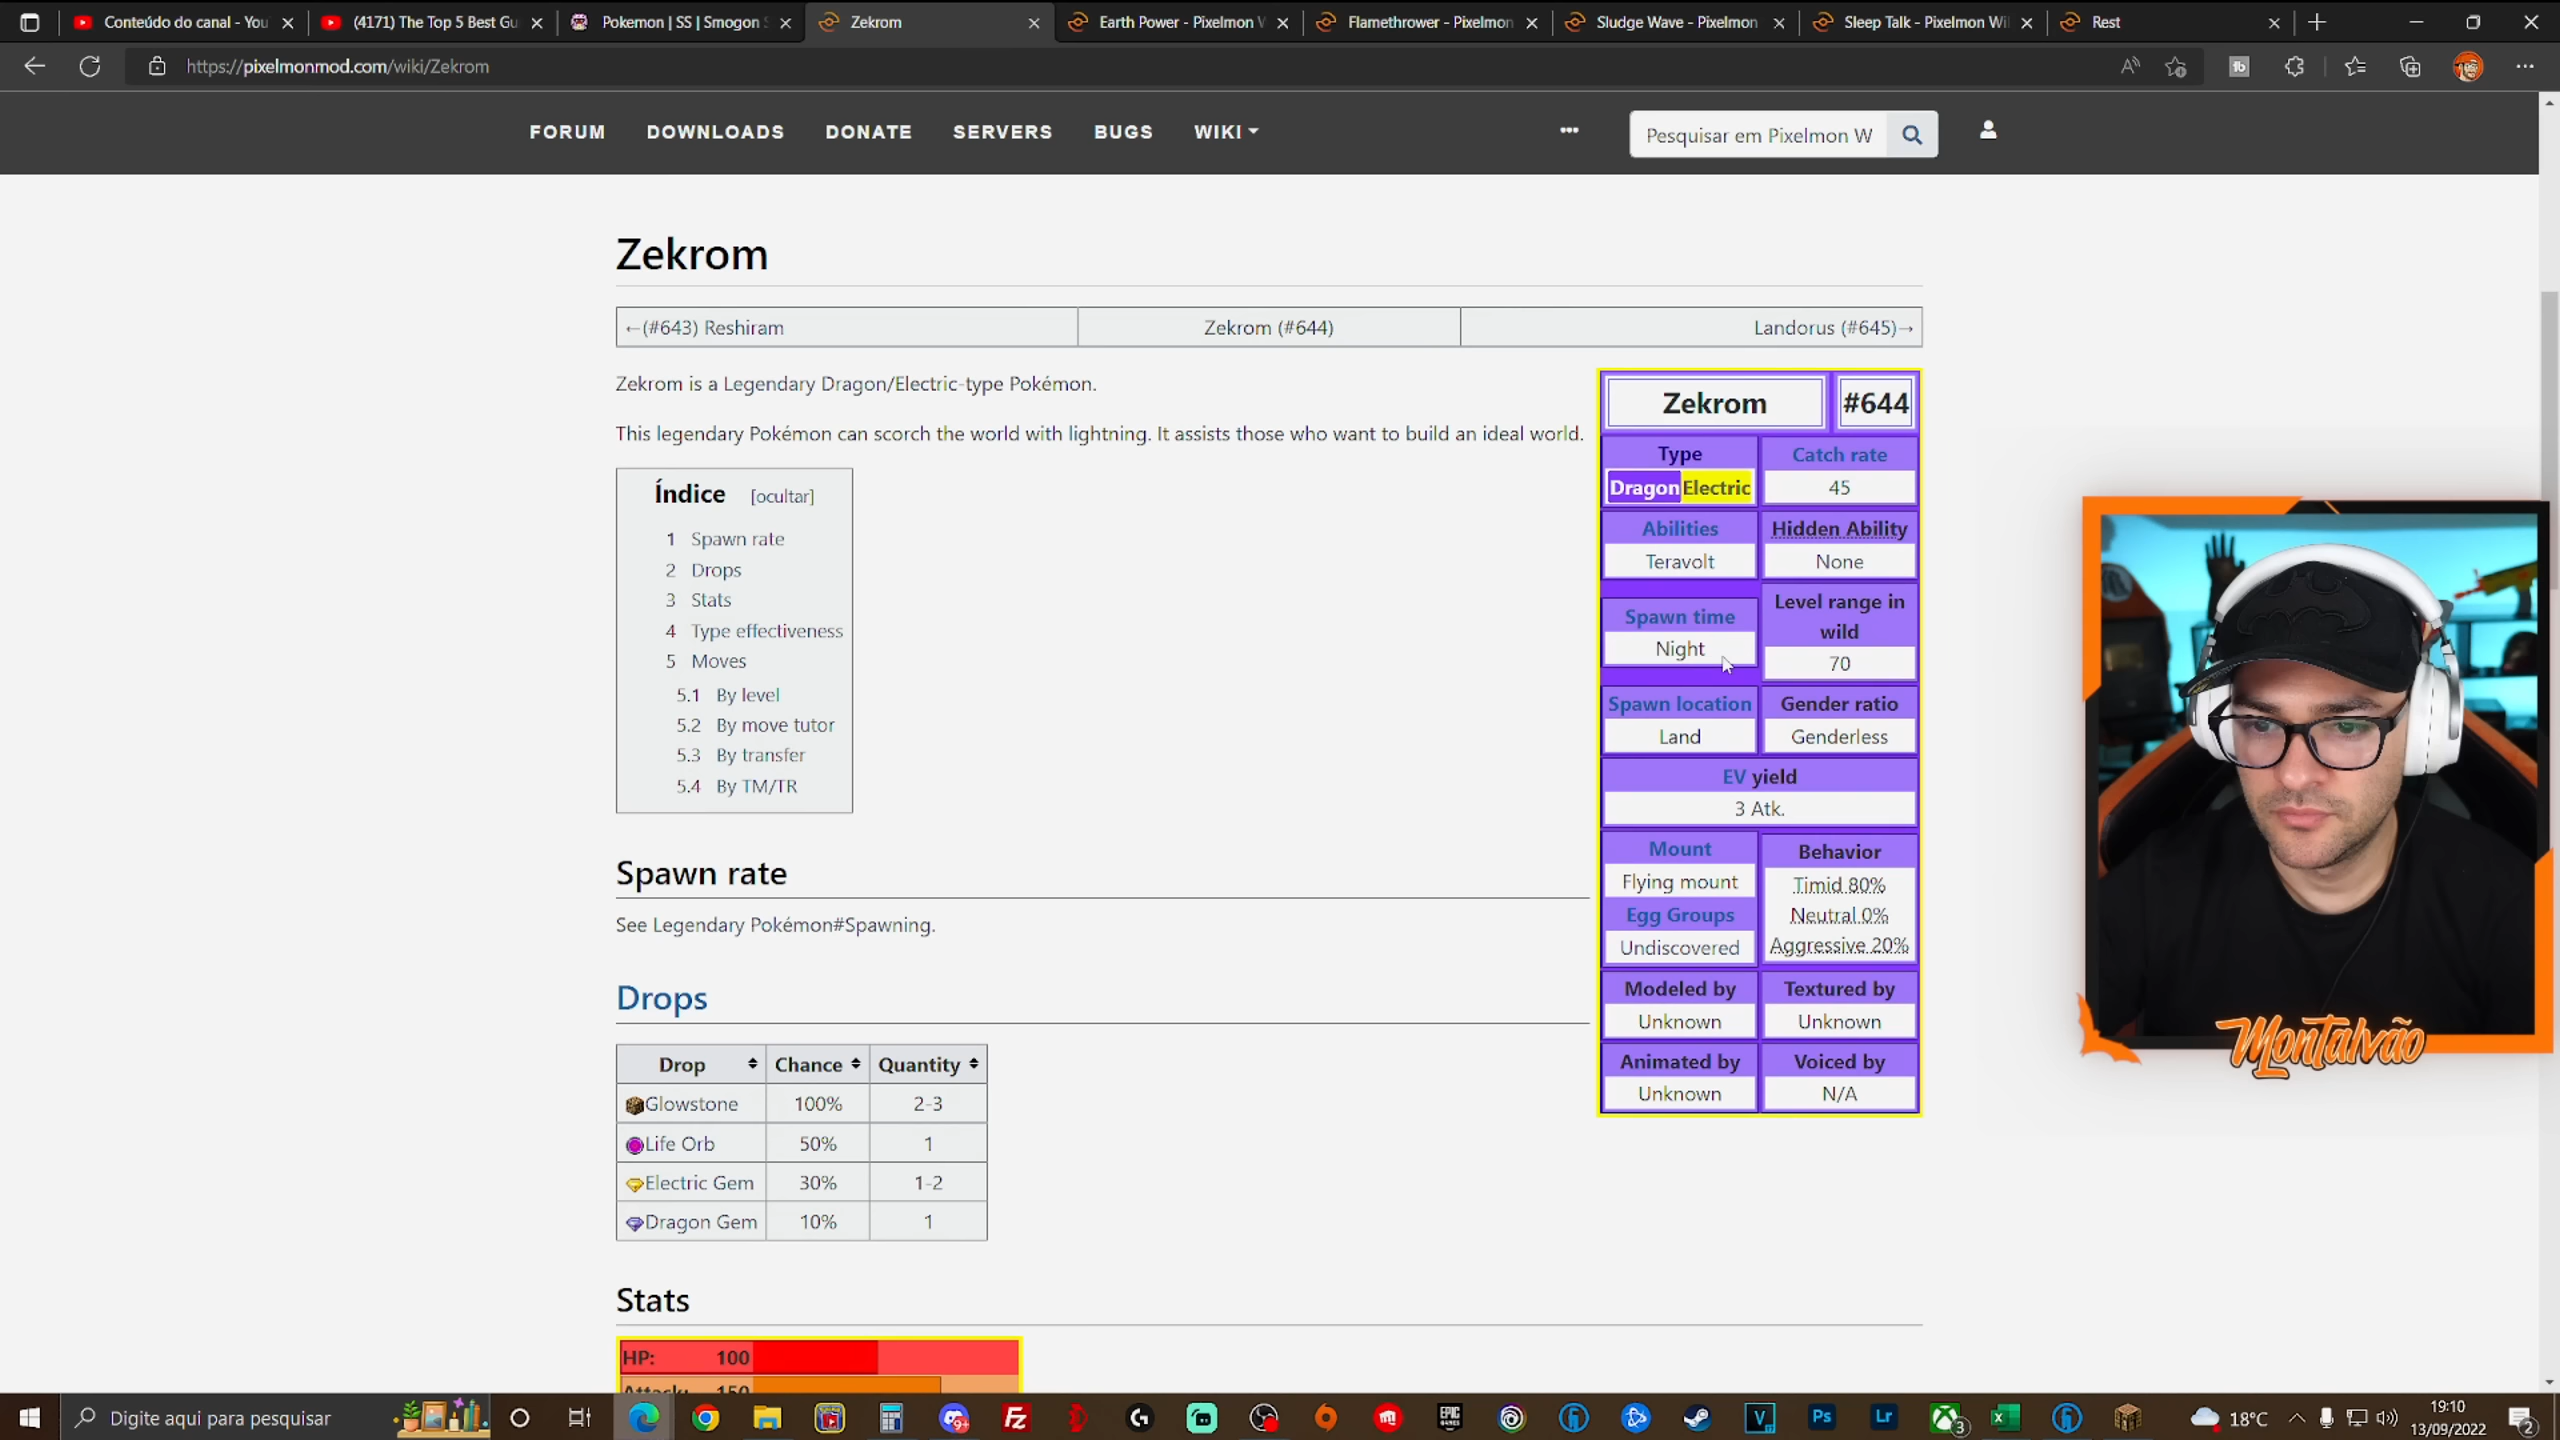 Conteúdo do canal - You
(4171) The Top 5 Best Gu
Pokemon | SS | Smogon S
Zekrom
Earth Power - Pixelmon W
Flamethrower - Pixelmon
Sludge Wave - Pixelmon
Sleep Talk - Pixelmon Wi
Rest
https://pixelmonmod.com/wiki/Zekrom
FORUM
DOWNLOADS
DONATE
SERVERS
BUGS
WIKI
Pesquisar em Pixelmon W
Zekrom
←(#643) Reshiram
Zekrom (#644)
Landorus (#645)→
Zekrom is a Legendary Dragon/Electric-type Pokémon.
This legendary Pokémon can scorch the world with lightning. It assists those who want to build an ideal world.
Índice [ocultar]
1 Spawn rate
2 Drops
3 Stats
4 Type effectiveness
5 Moves
5.1 By level
5.2 By move tutor
5.3 By transfer
5.4 By TM/TR
Zekrom #644
Type Catch rate
Dragon Electric 45
Abilities Hidden Ability
Teravolt None
Spawn time Level range in wild
Night 70
Spawn location Gender ratio
Land Genderless
EV yield
3 Atk.
Mount Behavior
Flying mount Timid 80%
Egg Groups Neutral 0%
Undiscovered Aggressive 20%
Modeled by Textured by
Unknown Unknown
Animated by Voiced by
Unknown N/A
Spawn rate
See Legendary Pokémon#Spawning.
Drops
Drop Chance Quantity
Glowstone 100% 2-3
Life Orb 50% 1
Electric Gem 30% 1-2
Dragon Gem 10% 1
Stats
HP: 100
Attack: 150
Montalvão
Digite aqui para pesquisar
18°C
19:10
13/09/2022